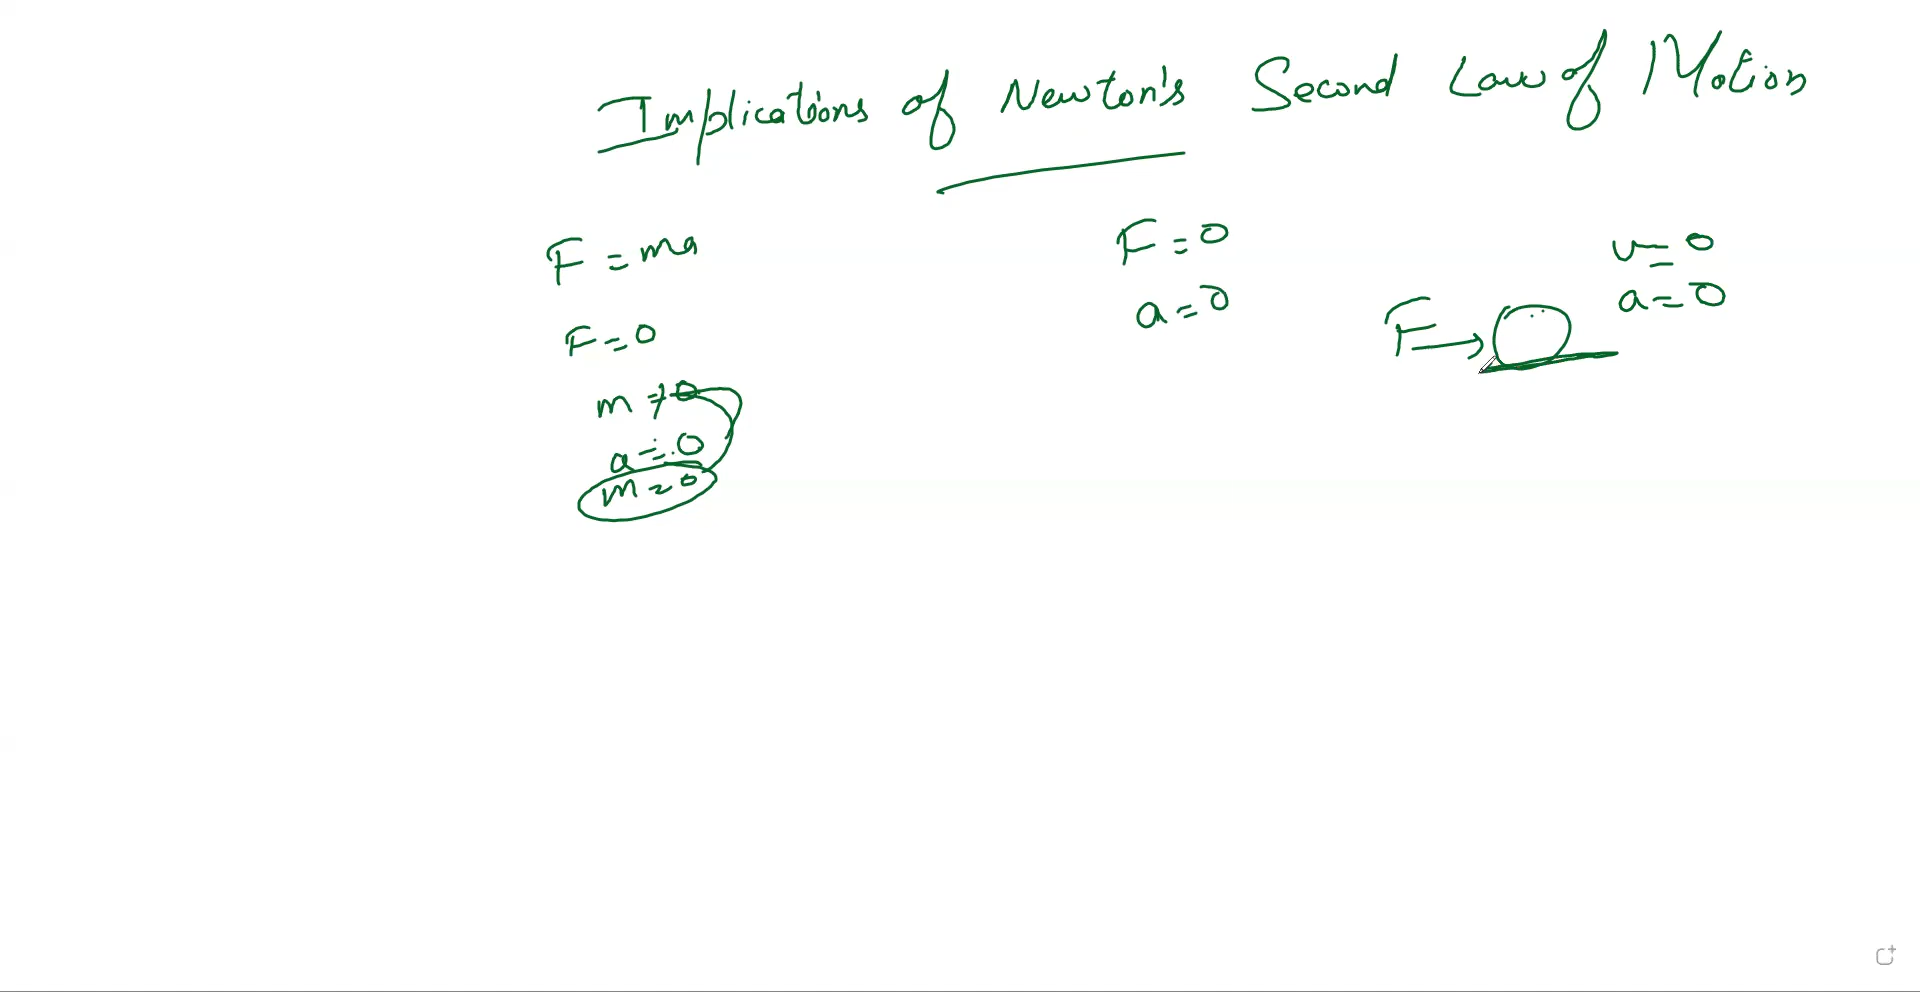 Implications of Newton's Second Law of Motion
F = ma
F = 0
m ≠ 0
a = 0
m = 0
F = 0
a = 0
F →
v = 0
a = 0